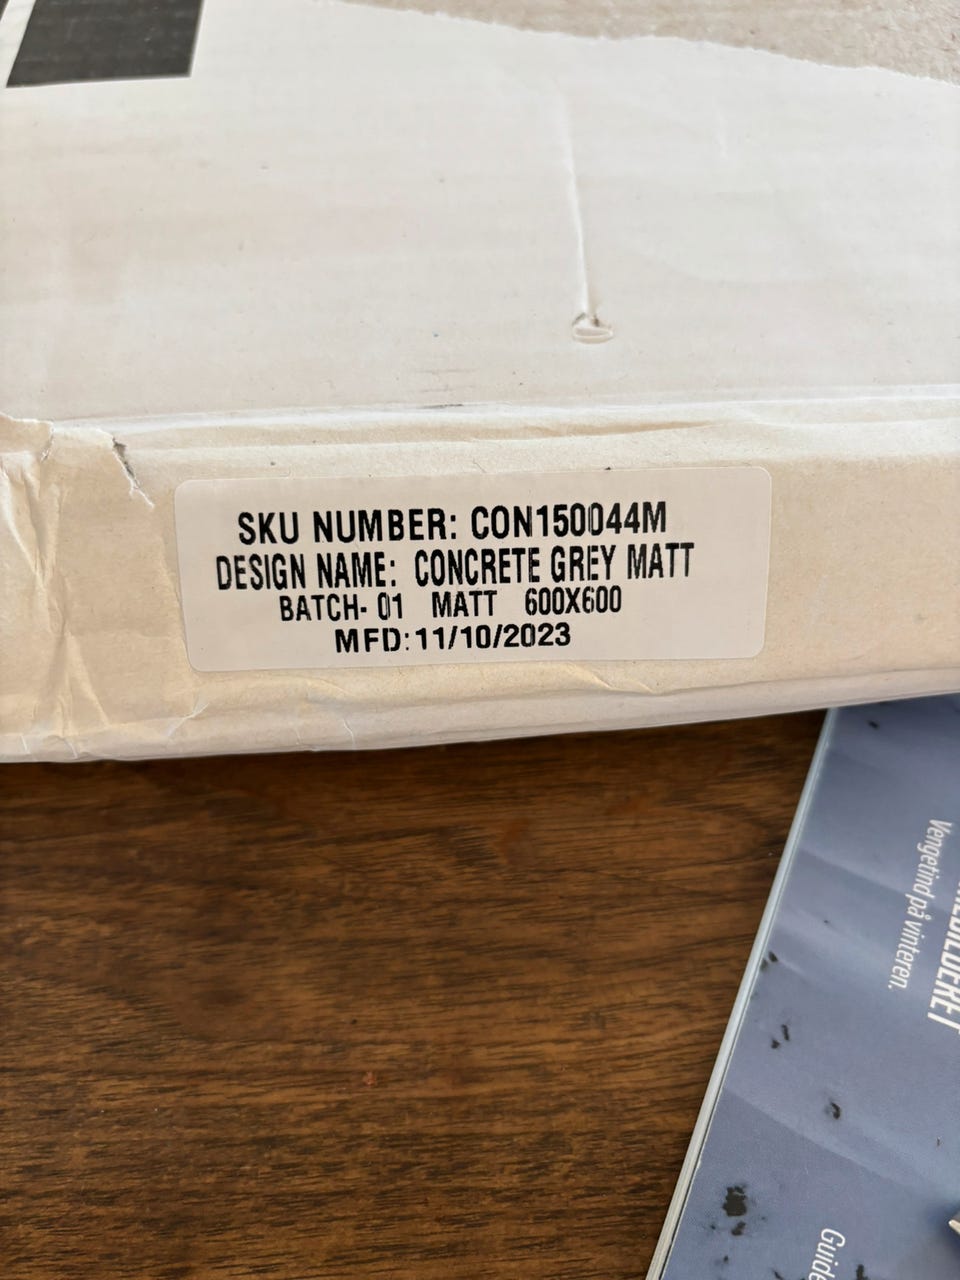 SKU NUMBER: CON150044M
DESIGN NAME: CONCRETE GREY MATT
BATCH- 01 MATT 600X600
MFD:11/10/2023
Vengetind på vinteren.